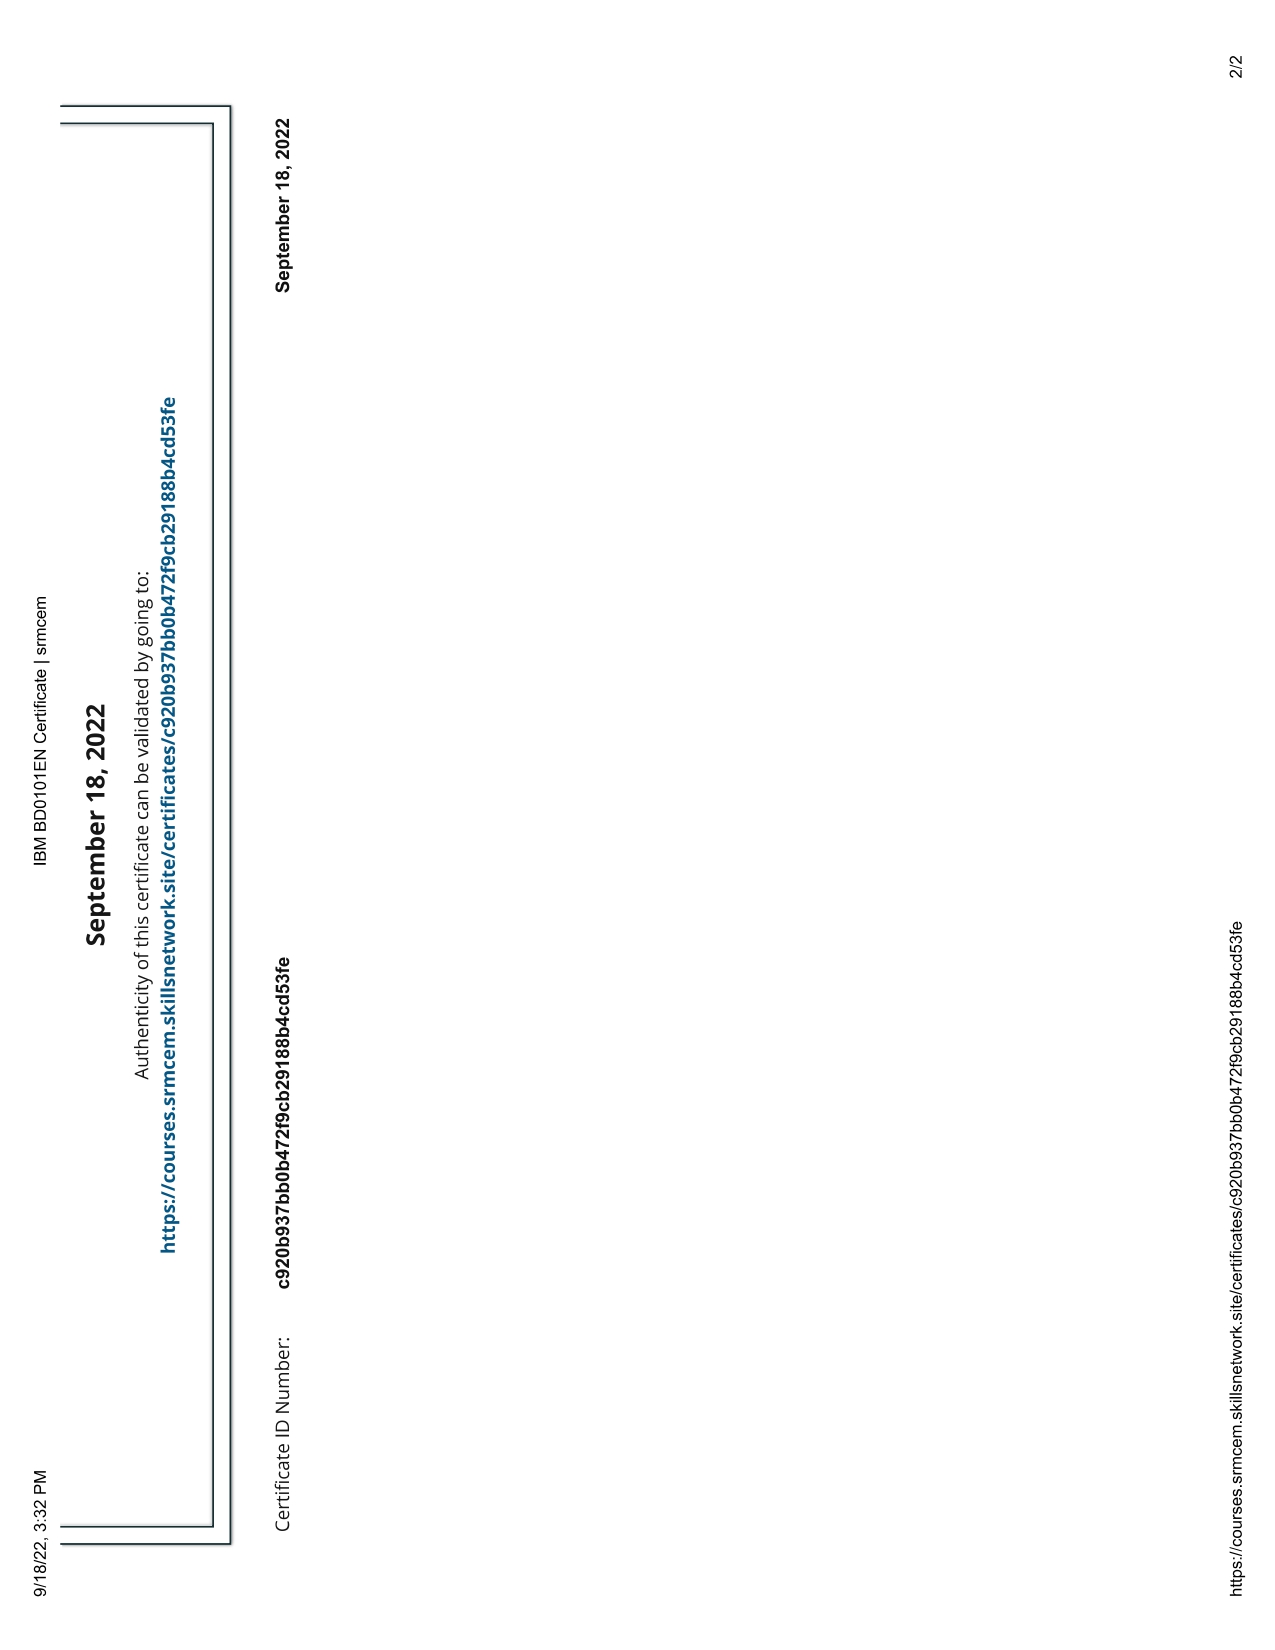 9/18/22, 3:32 PM IBM BD0101EN Certificate | srmcem
September 18, 2022
Authenticity of this certificate can be validated by going to:
https://courses.srmcem.skillsnetwork.site/certificates/c920b937bb0b472f9cb29188b4cd53fe
Certificate ID Number: c920b937bb0b472f9cb29188b4cd53fe September 18, 2022
https://courses.srmcem.skillsnetwork.site/certificates/c920b937bb0b472f9cb29188b4cd53fe 2/2